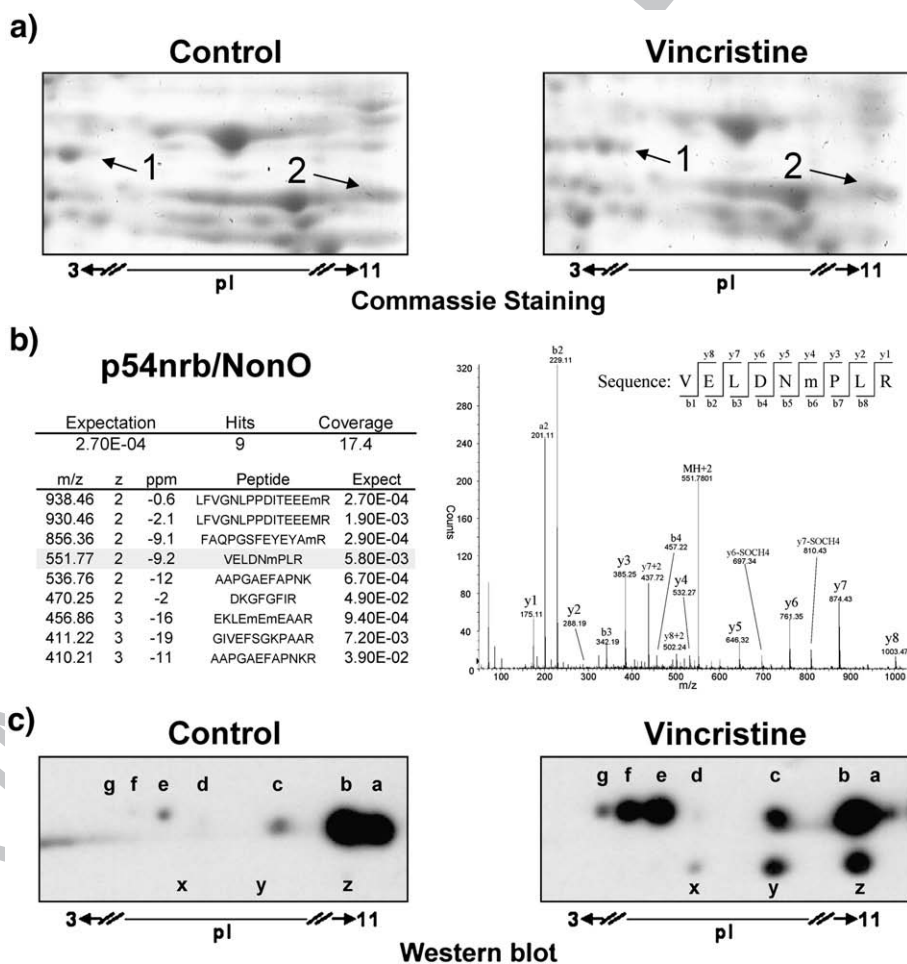 a)
Control
Vincristine
1
2
1
2
3
pI
11
3
pI
11
Commassie Staining
b)
p54nrb/NonO
Expectation Hits Coverage
2.70E-04 9 17.4
m/z z ppm Peptide Expect
938.46 2 -0.6 LFVGNLPPDITEEEmR 2.70E-04
930.46 2 -2.1 LFVGNLPPDITEEEMR 1.90E-03
856.36 2 -9.1 FAQPGSFEYEYAmR 2.90E-04
551.77 2 -9.2 VELDNmPLR 5.80E-03
536.76 2 -12 AAPGAEFAPNK 6.70E-04
470.25 2 -2 DKGFGFIR 4.90E-02
456.86 3 -16 EKLEmEmEAAR 9.40E-04
411.22 3 -19 GIVEFSGKPAAR 7.20E-03
410.21 3 -11 AAPGAEFAPNKR 3.90E-02
y8 y7 y6 y5 y4 y3 y2 y1
Sequence: V E L D N m P L R
b1 b2 b3 b4 b5 b6 b7 b8
Counts
320
280
240
200
160
120
80
40
0
b2
229.11
a2
201.11
MH+2
551.7801
b4
457.22
y7-SOCH4
810.43
y6-SOCH4
697.34
y3
385.25
y7+2
437.72
y4
532.27
y7
874.43
y1
175.11
y2
288.19
b3
342.19
y8+2
502.24
y5
646.32
y6
761.35
y8
1003.47
100 200 300 400 500 600 700 800 900 1000
m/z
c)
Control
Vincristine
g f e d c b a
x y z
g f e d c b a
x y z
3
pI
11
3
pI
11
Western blot